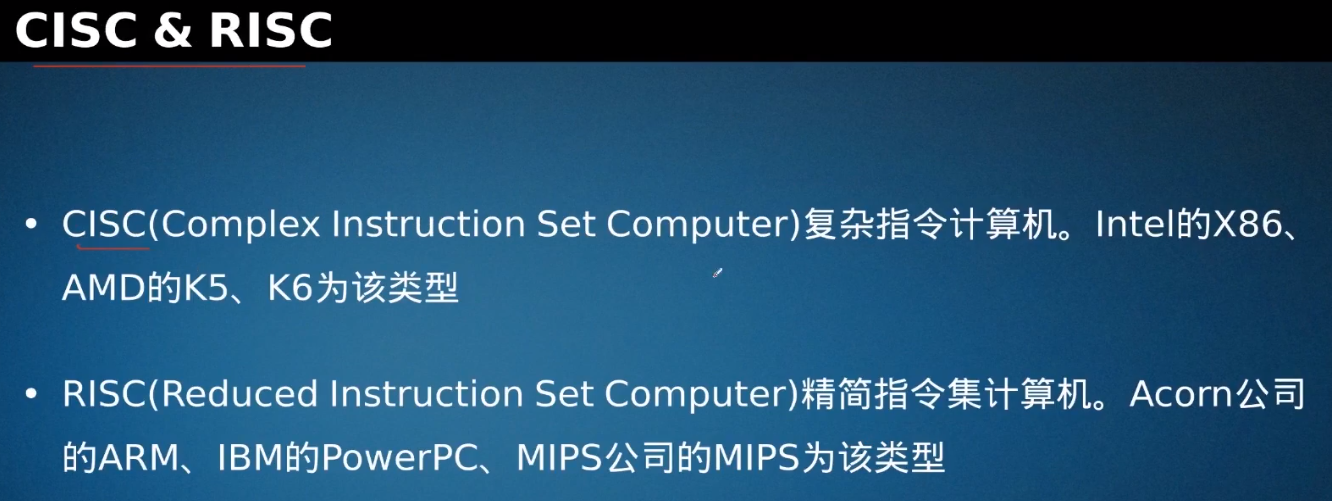 CISC & RISC
• CISC(Complex Instruction Set Computer)复杂指令计算机。Intel的X86、
AMD的K5、K6为该类型
• RISC(Reduced Instruction Set Computer)精简指令集计算机。Acorn公司
的ARM、IBM的PowerPC、MIPS公司的MIPS为该类型